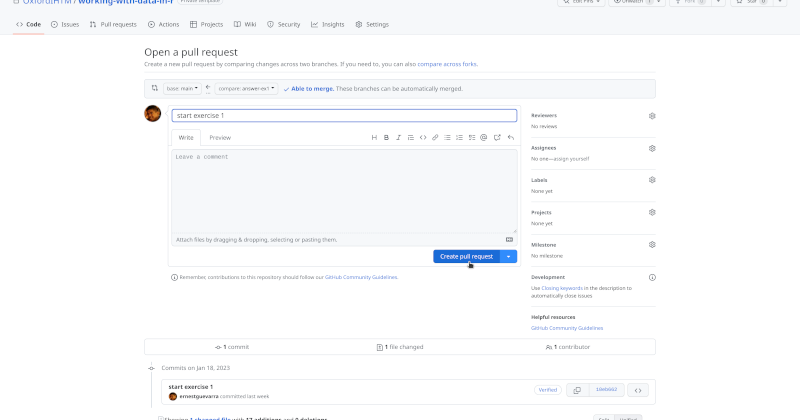 OxfordIHTM / working-with-data-in-r Private template Edit Pins Unwatch 1 Fork 0 Star 0
Code Issues Pull requests Actions Projects Wiki Security Insights Settings
Open a pull request
Create a new pull request by comparing changes across two branches. If you need to, you can also compare across forks.
base: main compare: answer-ex1 Able to merge. These branches can be automatically merged.
start exercise 1
Write Preview
Leave a comment
Attach files by dragging & dropping, selecting or pasting them.
Create pull request
Remember, contributions to this repository should follow our GitHub Community Guidelines.
Reviewers
No reviews
Assignees
No one—assign yourself
Labels
None yet
Projects
None yet
Milestone
No milestone
Development
Use Closing keywords in the description to
automatically close issues
Helpful resources
GitHub Community Guidelines
1 commit 1 file changed 1 contributor
Commits on Jan 18, 2023
start exercise 1
ernestguevarra committed last week
Verified
Showing 1 changed file with 17 additions and 0 deletions.
Split Unified